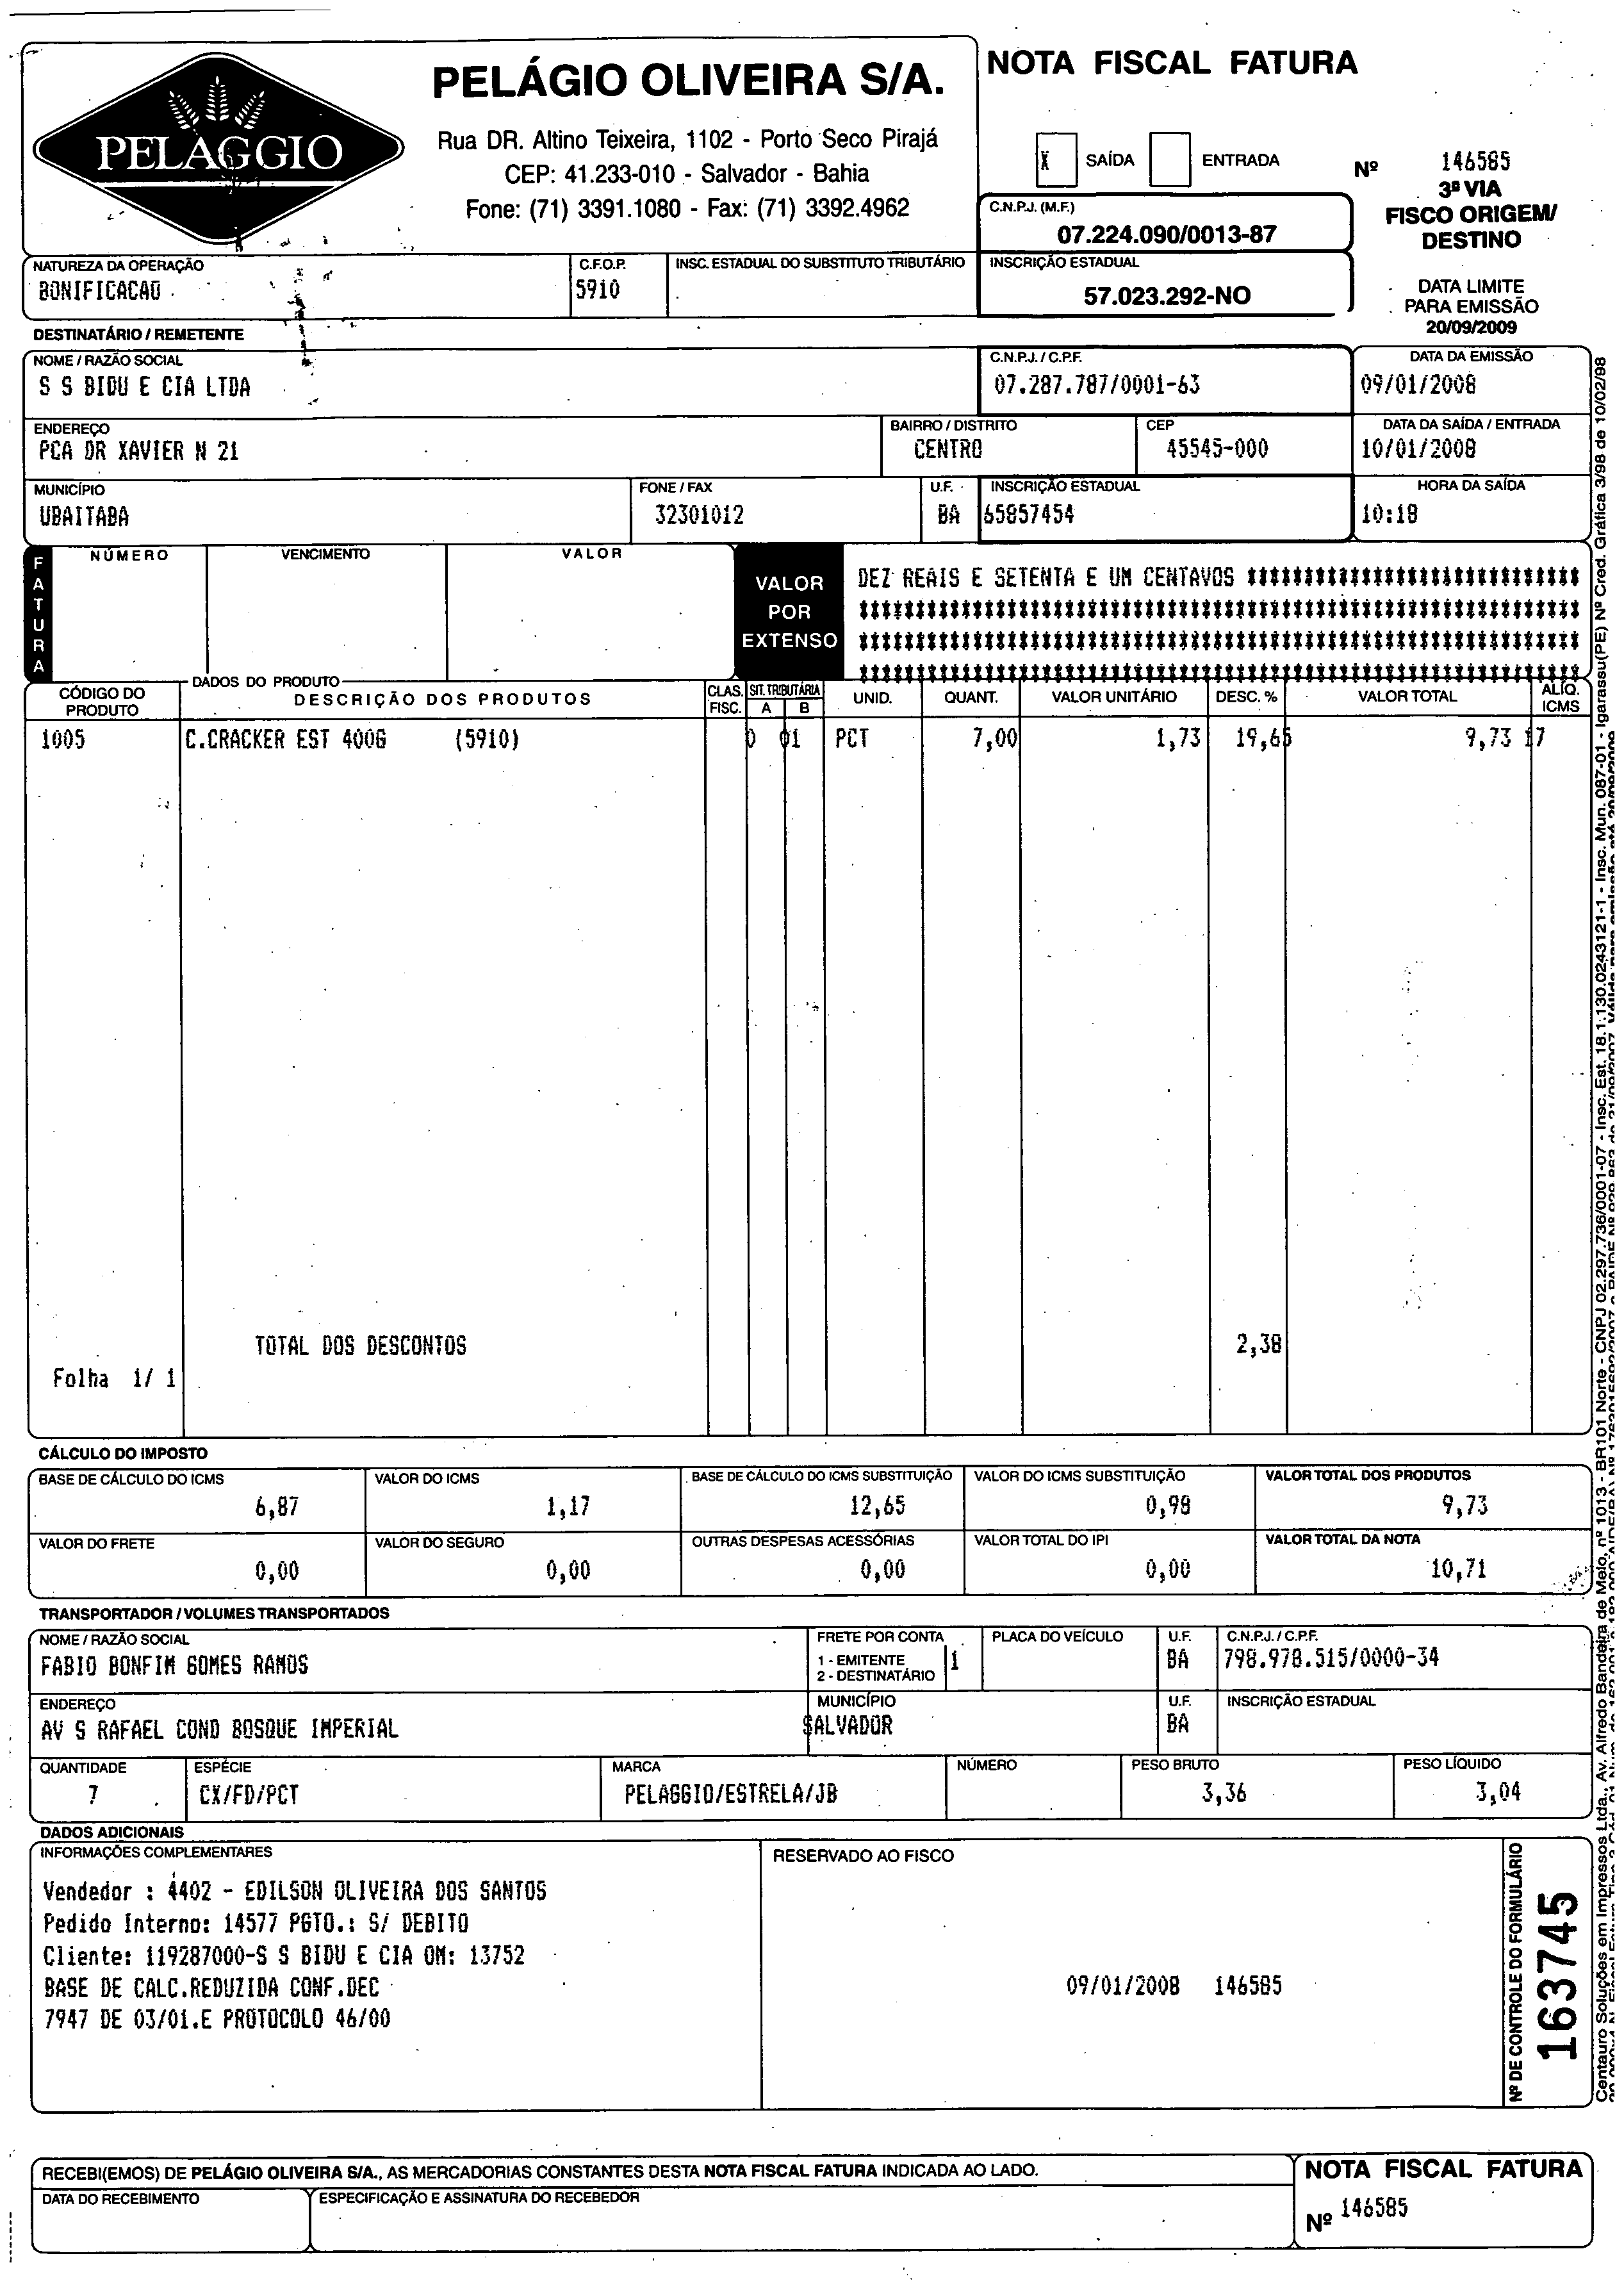 PELAGGIO
PELÁGIO OLIVEIRA S/A.
Rua DR. Altino Teixeira, 1102 - Porto Seco Pirajá
CEP: 41.233-010 - Salvador - Bahia
Fone: (71) 3391.1080 - Fax: (71) 3392.4962
NOTA FISCAL FATURA
X SAÍDA ENTRADA
Nº 146585
3ª VIA
FISCO ORIGEM/
DESTINO
C.N.P.J. (M.F.)
07.224.090/0013-87
NATUREZA DA OPERAÇÃO C.F.O.P. INSC. ESTADUAL DO SUBSTITUTO TRIBUTÁRIO INSCRIÇÃO ESTADUAL
BONIFICACAO 5910 57.023.292-NO
DATA LIMITE
PARA EMISSÃO
20/09/2009
DESTINATÁRIO / REMETENTE
NOME / RAZÃO SOCIAL C.N.P.J. / C.P.F. DATA DA EMISSÃO
S S BIDU E CIA LTDA 07.287.787/0001-63 09/01/2008
ENDEREÇO BAIRRO / DISTRITO CEP DATA DA SAÍDA / ENTRADA
PCA DR XAVIER N 21 CENTRO 45545-000 10/01/2008
MUNICÍPIO FONE / FAX U.F. INSCRIÇÃO ESTADUAL HORA DA SAÍDA
UBAITABA 32301012 BA 65857454 10:18
FATURA
NÚMERO VENCIMENTO VALOR
VALOR
POR
EXTENSO
DEZ REAIS E SETENTA E UM CENTAVOS
DADOS DO PRODUTO
CÓDIGO DO PRODUTO DESCRIÇÃO DOS PRODUTOS CLAS. FISC. SIT. TRIBUTÁRIA A B UNID. QUANT. VALOR UNITÁRIO DESC. % VALOR TOTAL ALÍQ. ICMS
1005 C.CRACKER EST 400G (5910) 0 01 PCT 7,00 1,73 19,65 9,73 17
TOTAL DOS DESCONTOS 2,38
Folha 1/ 1
CÁLCULO DO IMPOSTO
BASE DE CÁLCULO DO ICMS VALOR DO ICMS BASE DE CÁLCULO DO ICMS SUBSTITUIÇÃO VALOR DO ICMS SUBSTITUIÇÃO VALOR TOTAL DOS PRODUTOS
6,87 1,17 12,65 0,98 9,73
VALOR DO FRETE VALOR DO SEGURO OUTRAS DESPESAS ACESSÓRIAS VALOR TOTAL DO IPI VALOR TOTAL DA NOTA
0,00 0,00 0,00 0,00 10,71
TRANSPORTADOR / VOLUMES TRANSPORTADOS
NOME / RAZÃO SOCIAL FRETE POR CONTA PLACA DO VEÍCULO U.F. C.N.P.J. / C.P.F.
FABIO BONFIM GOMES RAMOS 1 - EMITENTE 1 BA 798.978.515/0000-34
2 - DESTINATÁRIO
ENDEREÇO MUNICÍPIO U.F. INSCRIÇÃO ESTADUAL
AV S RAFAEL COND BOSQUE IMPERIAL SALVADOR BA
QUANTIDADE ESPÉCIE MARCA NÚMERO PESO BRUTO PESO LÍQUIDO
7 CX/FD/PCT PELAGGIO/ESTRELA/JB 3,36 3,04
DADOS ADICIONAIS
INFORMAÇÕES COMPLEMENTARES RESERVADO AO FISCO
Vendedor : 4402 - EDILSON OLIVEIRA DOS SANTOS
Pedido Interno: 14577 PGTO.: S/ DEBITO
Cliente: 119287000-S S BIDU E CIA OM: 13752
BASE DE CALC.REDUZIDA CONF.DEC
7947 DE 03/01.E PROTOCOLO 46/00
09/01/2008 146585
Nº DE CONTROLE DO FORMULÁRIO
163745
Centauro Soluções em Impressos Ltda., Av. Alfredo Bandeira de Melo, nº 1013 - BR101 Norte - CNPJ 02.297.736/0001-07 - Insc. Est. 18.1.130.0243121-1 - Insc. Mun. 087-01 - Igarassu(PE) Nº Cred. Gráfica 3/98 de 10/02/98
RECEBI(EMOS) DE PELÁGIO OLIVEIRA S/A., AS MERCADORIAS CONSTANTES DESTA NOTA FISCAL FATURA INDICADA AO LADO.
DATA DO RECEBIMENTO ESPECIFICAÇÃO E ASSINATURA DO RECEBEDOR
NOTA FISCAL FATURA
Nº 146585